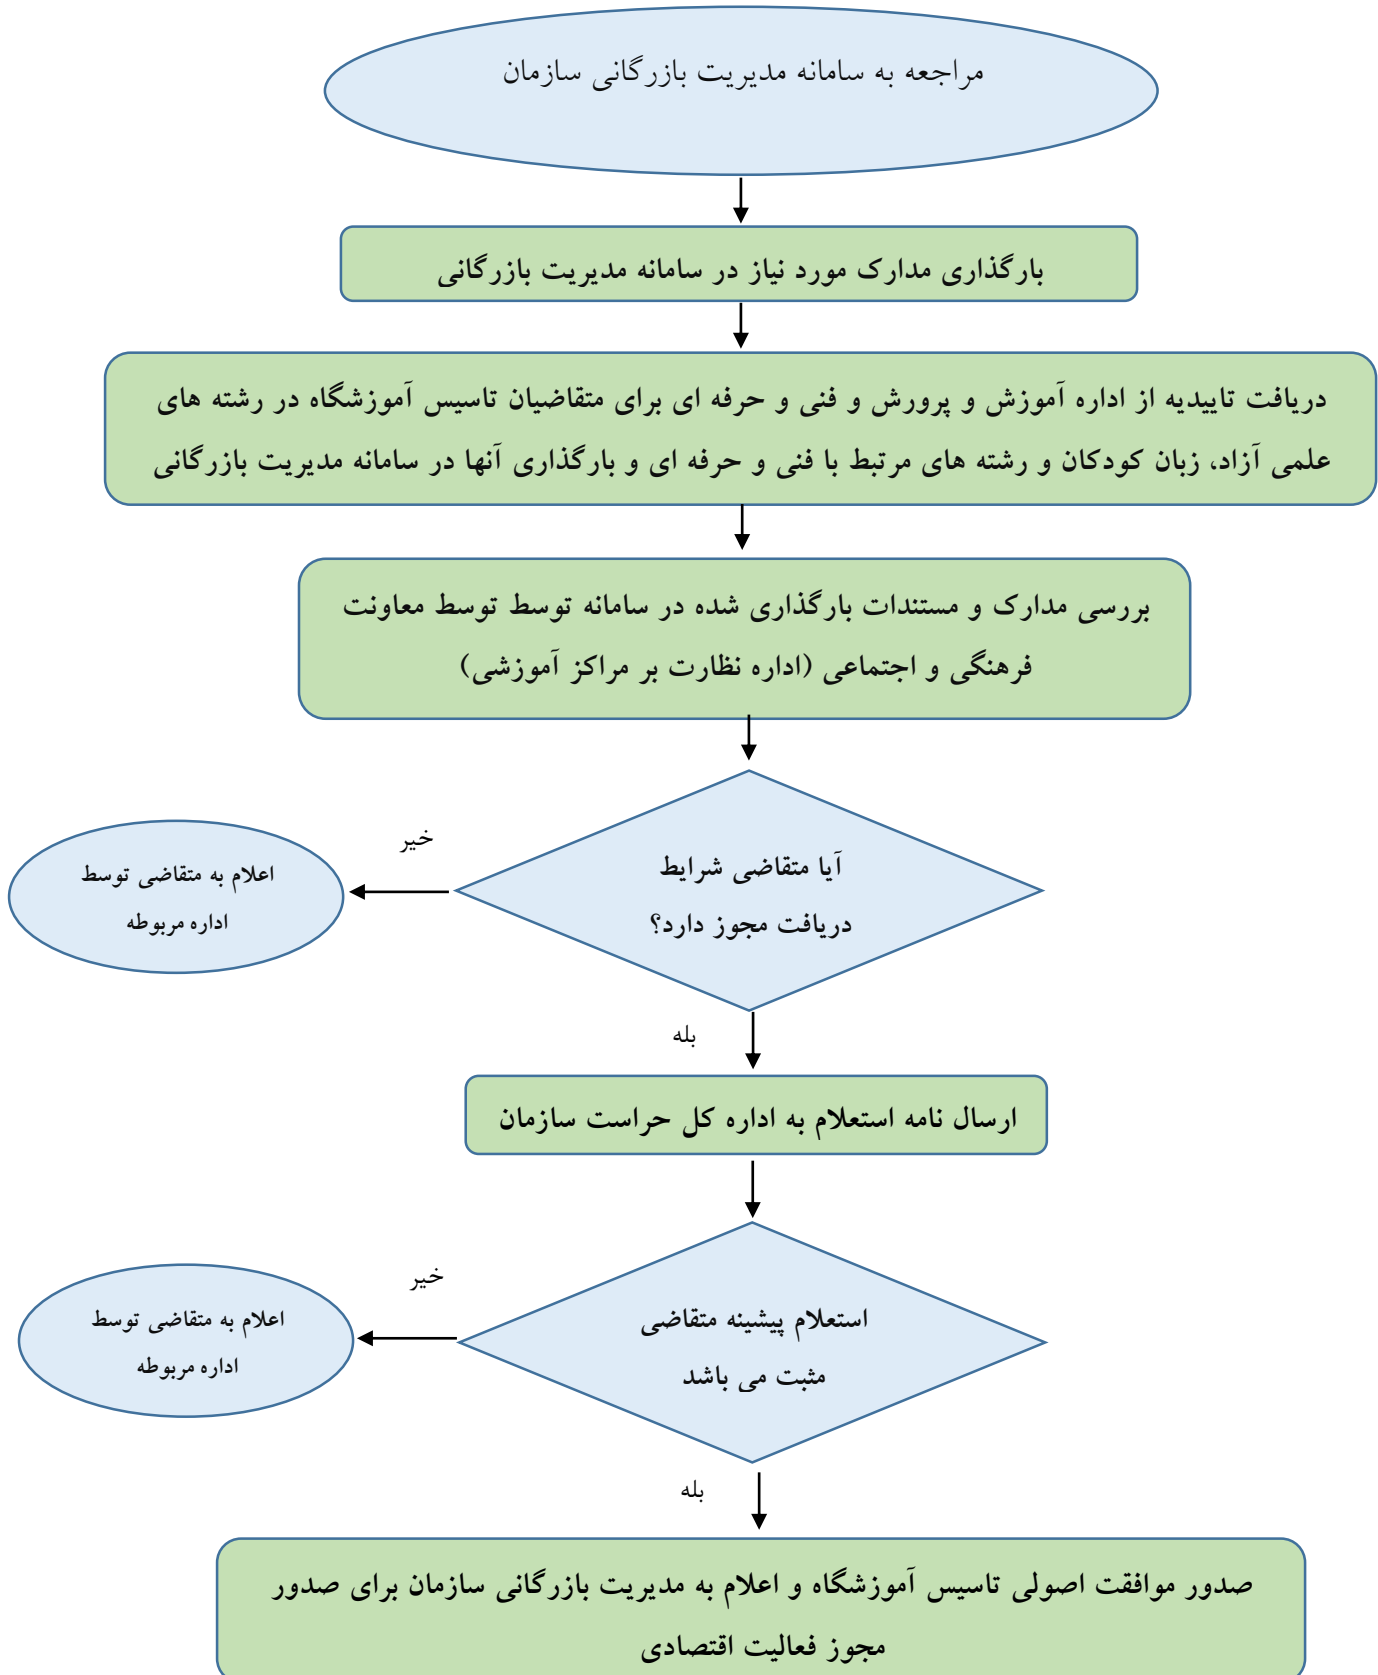 مراجعه به سامانه مدیریت بازرگانی سازمان
بارگذاری مدارک مورد نیاز در سامانه مدیریت بازرگانی
دریافت تاییدیه از اداره آموزش و پرورش و فنی و حرفه ای برای متقاضیان تاسیس آموزشگاه در رشته های
علمی آزاد، زبان کودکان و رشته های مرتبط با فنی و حرفه ای و بارگذاری آنها در سامانه مدیریت بازرگانی
بررسی مدارک و مستندات بارگذاری شده در سامانه توسط توسط معاونت
فرهنگی و اجتماعی (اداره نظارت بر مراکز آموزشی)
آیا متقاضی شرایط
دریافت مجوز دارد؟
خیر
اعلام به متقاضی توسط
اداره مربوطه
بله
ارسال نامه استعلام به اداره کل حراست سازمان
استعلام پیشینه متقاضی
مثبت می باشد
خیر
اعلام به متقاضی توسط
اداره مربوطه
بله
صدور موافقت اصولی تاسیس آموزشگاه و اعلام به مدیریت بازرگانی سازمان برای صدور
مجوز فعالیت اقتصادی